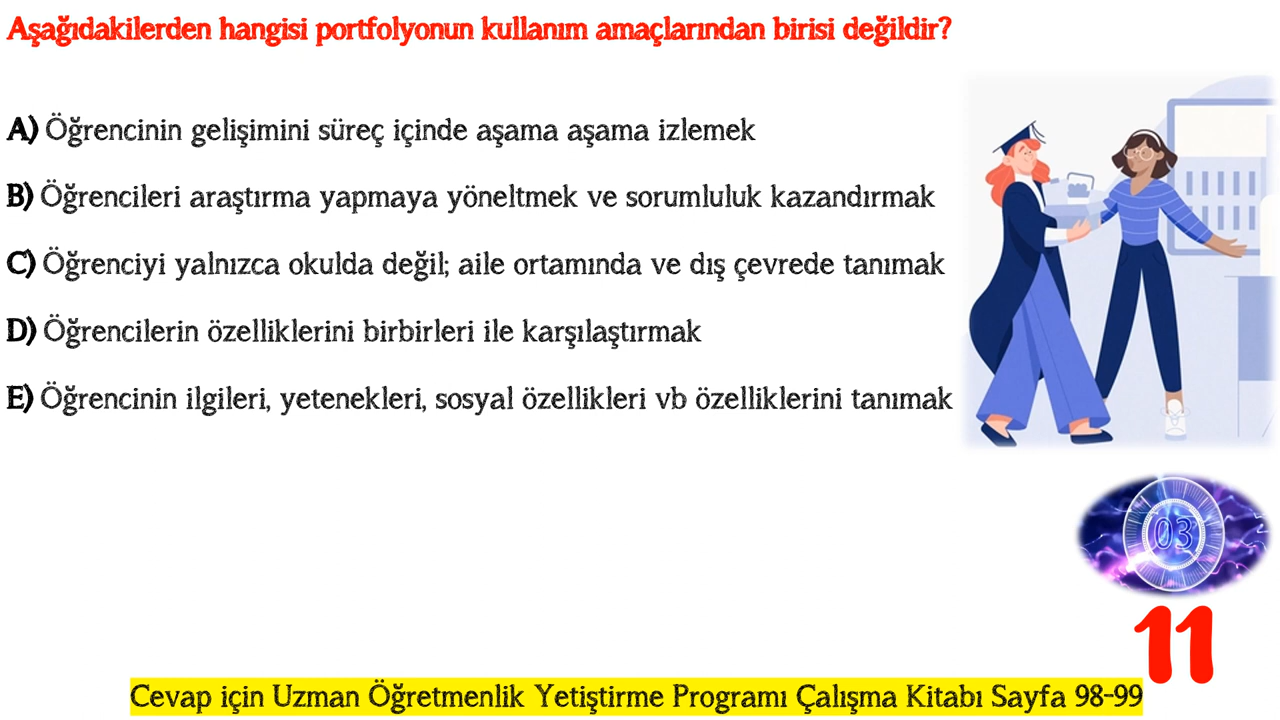 Aşağıdakilerden hangisi portfolyonun kullanım amaçlarından birisi değildir?
A) Öğrencinin gelişimini süreç içinde aşama aşama izlemek
B) Öğrencileri araştırma yapmaya yöneltmek ve sorumluluk kazandırmak
C) Öğrenciyi yalnızca okulda değil; aile ortamında ve dış çevrede tanımak
D) Öğrencilerin özelliklerini birbirleri ile karşılaştırmak
E) Öğrencinin ilgileri, yetenekleri, sosyal özellikleri vb özelliklerini tanımak
03
11
Cevap için Uzman Öğretmenlik Yetiştirme Programı Çalışma Kitabı Sayfa 98-99